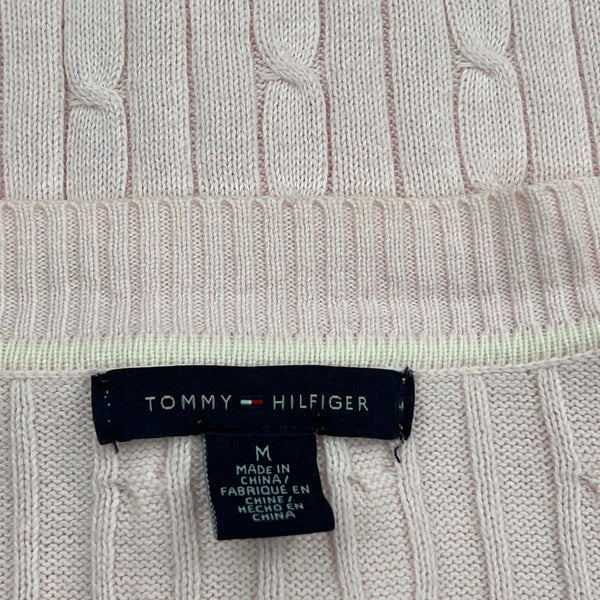 TOMMY HILFIGER
M
MADE IN
CHINA/
FABRIQUÉ EN
CHINE/
HECHO EN
CHINA